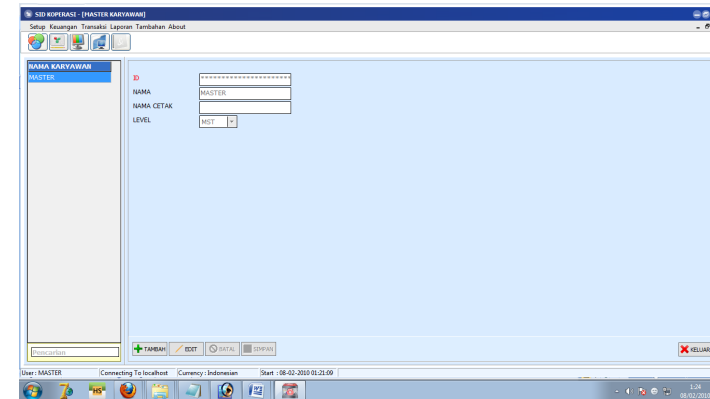 SID KOPERASI - [MASTER KARYAWAN]
Setup Keuangan Transaksi Laporan Tambahan About
NAMA KARYAWAN
MASTER
ID **********************
NAMA MASTER
NAMA CETAK
LEVEL MST
Pencarian
TAMBAH EDIT BATAL SIMPAN KELUAR
User : MASTER Connecting To localhost Currency : Indonesian Start : 08-02-2010 01:21:09
1:24
08/02/2010